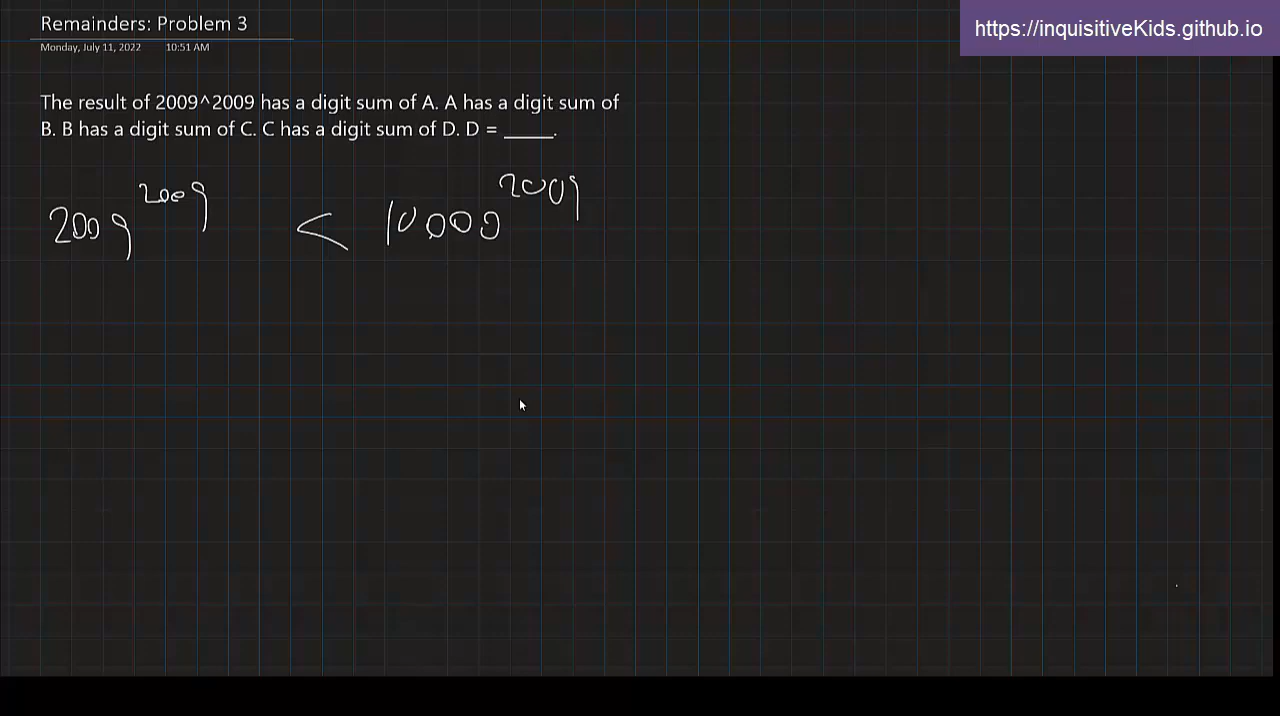 Remainders: Problem 3
https://inquisitiveKids.github.io
Monday, July 11, 2022 10:51 AM
The result of 2009^2009 has a digit sum of A. A has a digit sum of
B. B has a digit sum of C. C has a digit sum of D. D = _____.
2009^2009 < 10000^2009